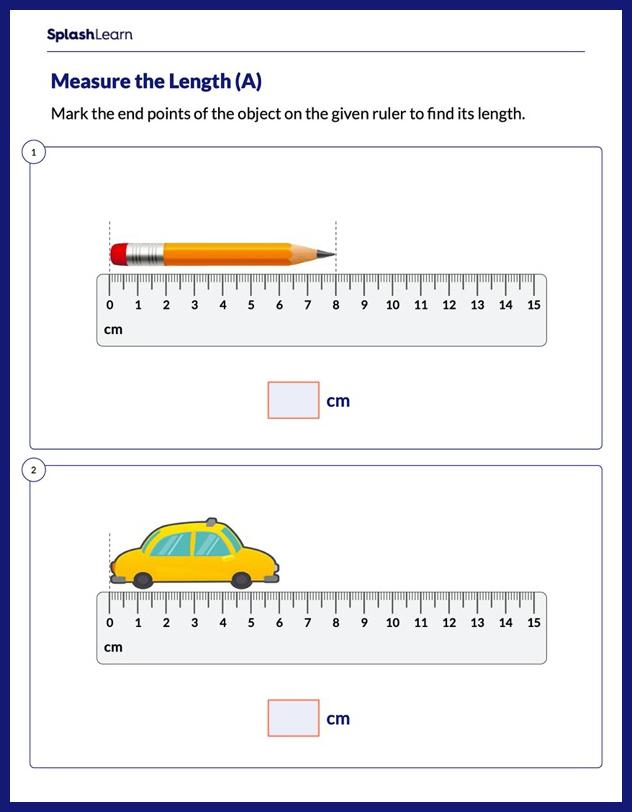 SplashLearn
Measure the Length (A)
Mark the end points of the object on the given ruler to find its length.
1
0 1 2 3 4 5 6 7 8 9 10 11 12 13 14 15
cm
cm
2
0 1 2 3 4 5 6 7 8 9 10 11 12 13 14 15
cm
cm